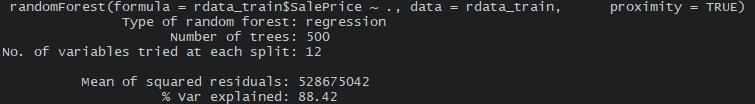 randomForest(formula = rdata_train$SalePrice ~ ., data = rdata_train,      proximity = TRUE)
Type of random forest: regression
Number of trees: 500
No. of variables tried at each split: 12
Mean of squared residuals: 528675042
% Var explained: 88.42